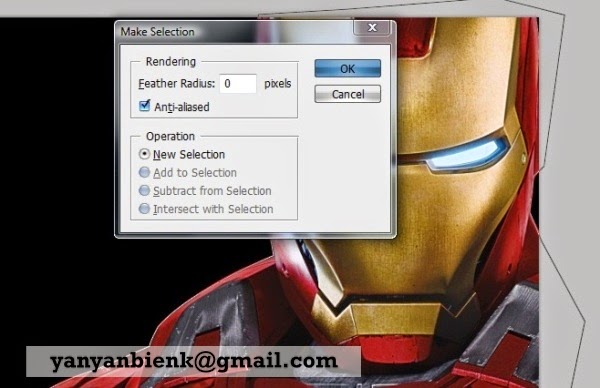 Make Selection
Rendering
Feather Radius: 0 pixels
Anti-aliased
OK
Cancel
Operation
New Selection
Add to Selection
Subtract from Selection
Intersect with Selection
yanyanbienk@gmail.com